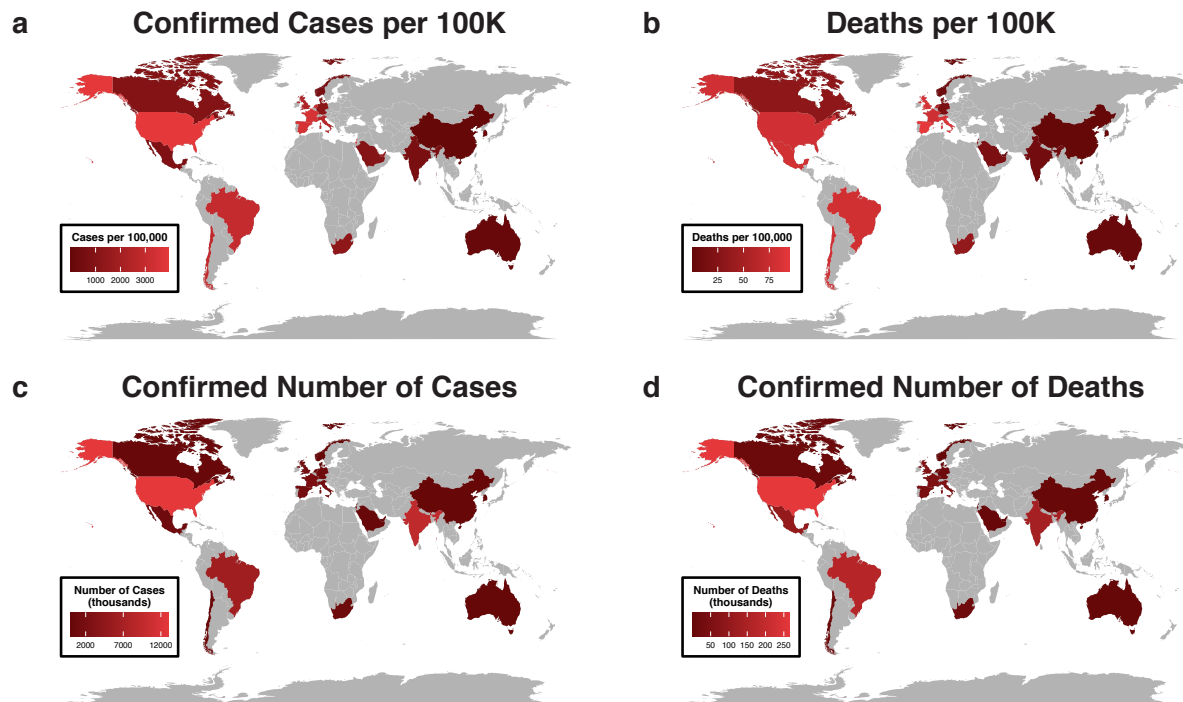 a Confirmed Cases per 100K
Cases per 100,000
1000 2000 3000
b Deaths per 100K
Deaths per 100,000
25 50 75
c Confirmed Number of Cases
Number of Cases
(thousands)
2000 7000 12000
d Confirmed Number of Deaths
Number of Deaths
(thousands)
50 100 150 200 250